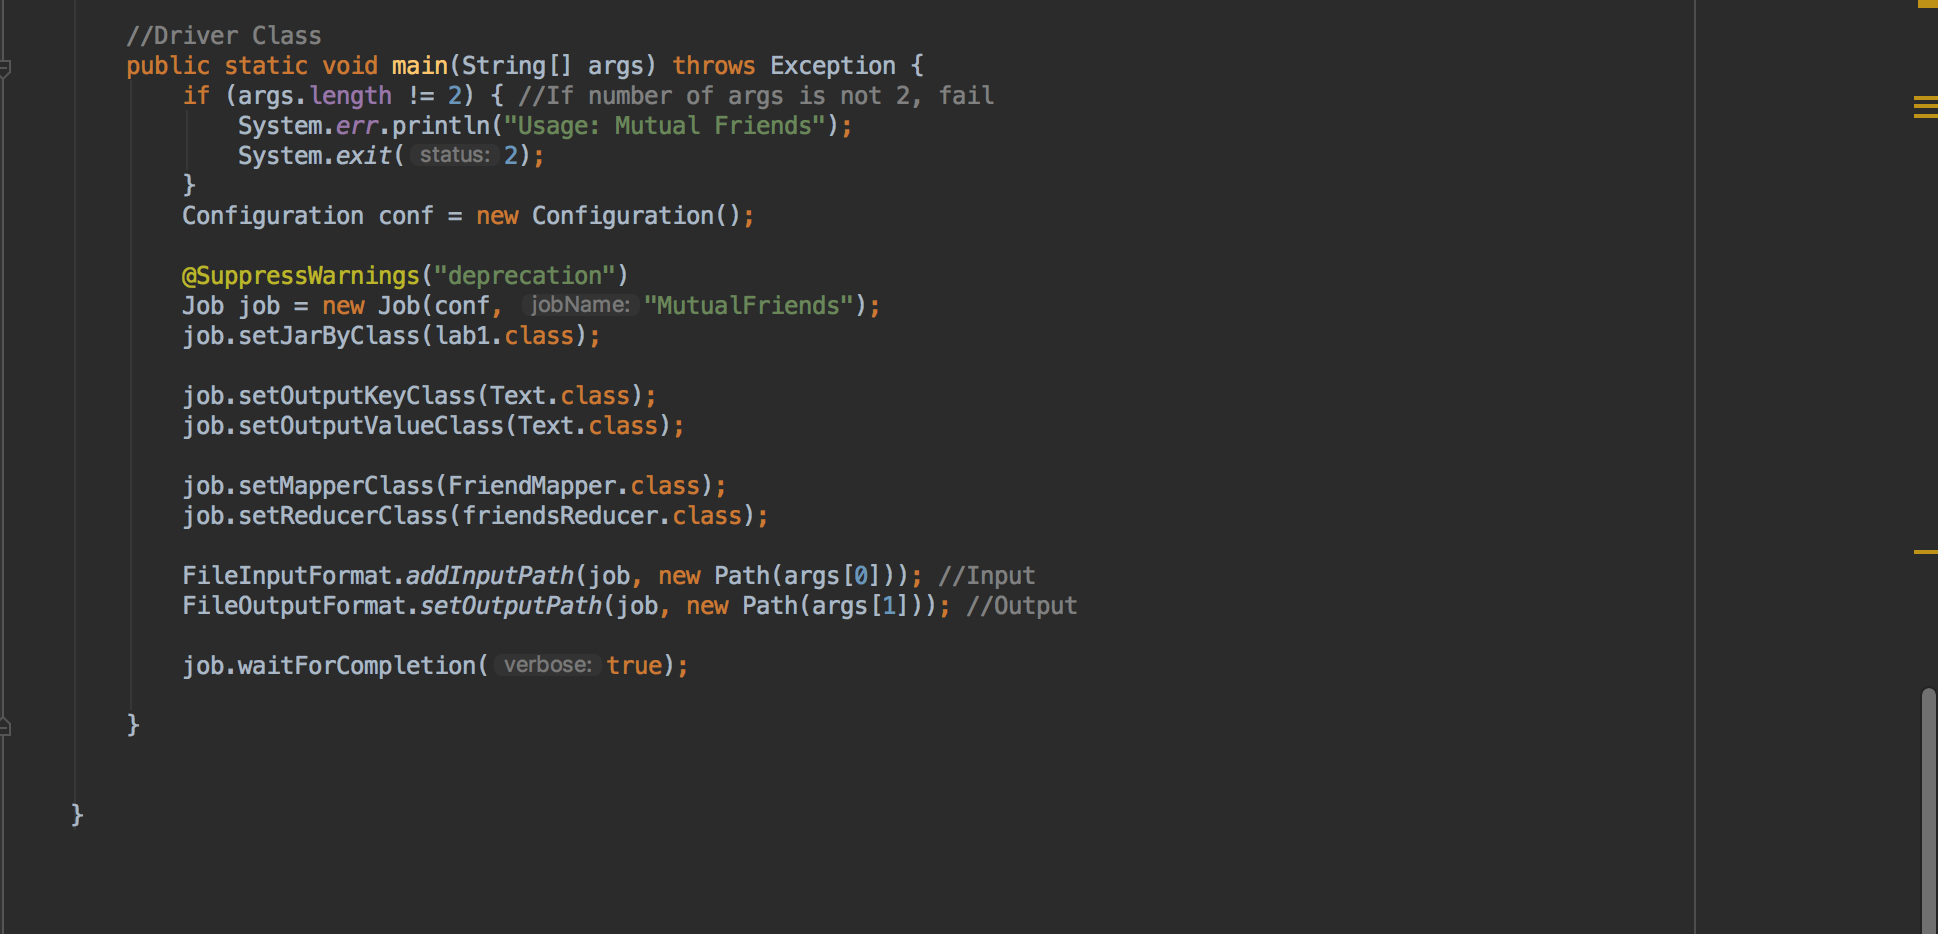 //Driver Class
public static void main(String[] args) throws Exception {
if (args.length != 2) { //If number of args is not 2, fail
System.err.println("Usage: Mutual Friends");
System.exit( status: 2);
}
Configuration conf = new Configuration();
@SuppressWarnings("deprecation")
Job job = new Job(conf, jobName: "MutualFriends");
job.setJarByClass(lab1.class);
job.setOutputKeyClass(Text.class);
job.setOutputValueClass(Text.class);
job.setMapperClass(FriendMapper.class);
job.setReducerClass(friendsReducer.class);
FileInputFormat.addInputPath(job, new Path(args[0])); //Input
FileOutputFormat.setOutputPath(job, new Path(args[1])); //Output
job.waitForCompletion( verbose: true);
}
}